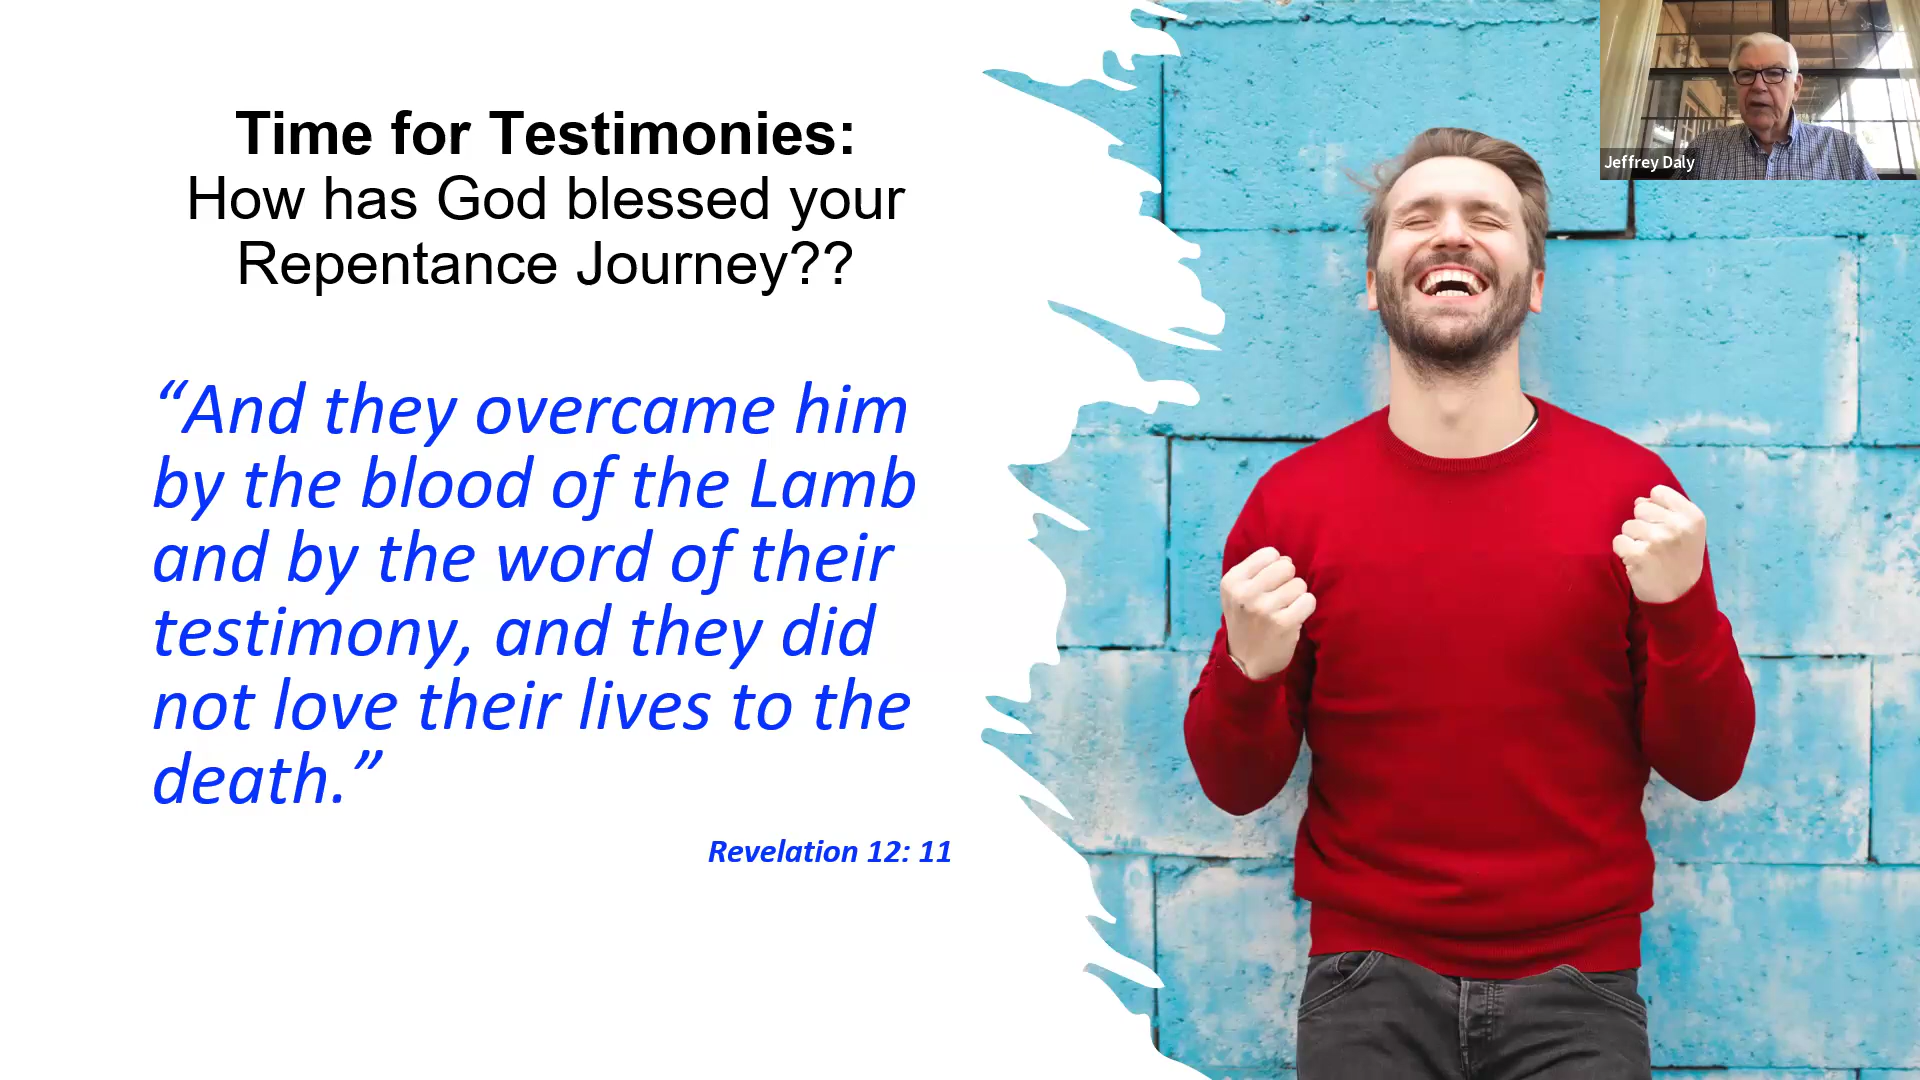 Time for Testimonies:
How has God blessed your
Repentance Journey??
“And they overcame him
by the blood of the Lamb
and by the word of their
testimony, and they did
not love their lives to the
death.”
Revelation 12: 11
Jeffrey Daly